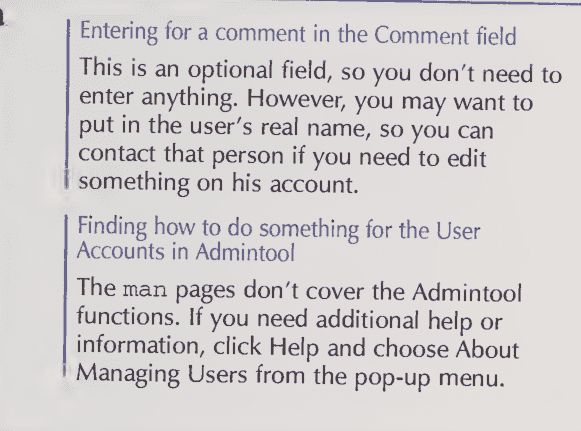 Entering for a comment in the Comment field
This is an optional field, so you don't need to
enter anything. However, you may want to
put in the user's real name, so you can
contact that person if you need to edit
something on his account.
Finding how to do something for the User
Accounts in Admintool
The man pages don't cover the Admintool
functions. If you need additional help or
information, click Help and choose About
Managing Users from the pop-up menu.